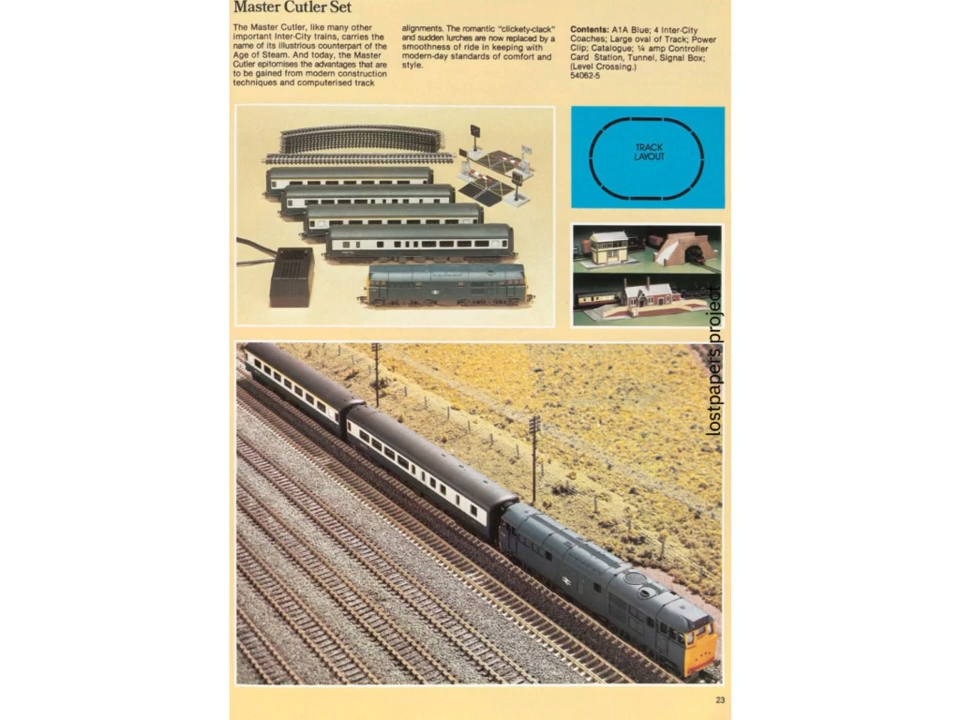 Master Cutler Set
The Master Cutler, like many other
important Inter-City trains, carries the
name of its illustrious counterpart of the
Age of Steam. And today, the Master
Cutler epitomises the advantages that are
to be gained from modern construction
techniques and computerised track
alignments. The romantic "clickety-clack"
and sudden lurches are now replaced by a
smoothness of ride in keeping with
modern-day standards of comfort and
style.
Contents: A1A Blue; 4 Inter-City
Coaches; Large oval of Track; Power
Clip; Catalogue; ¼ amp Controller
Card Station, Tunnel, Signal Box;
(Level Crossing.)
54062-5
TRACK
LAYOUT
lostpapers project
23